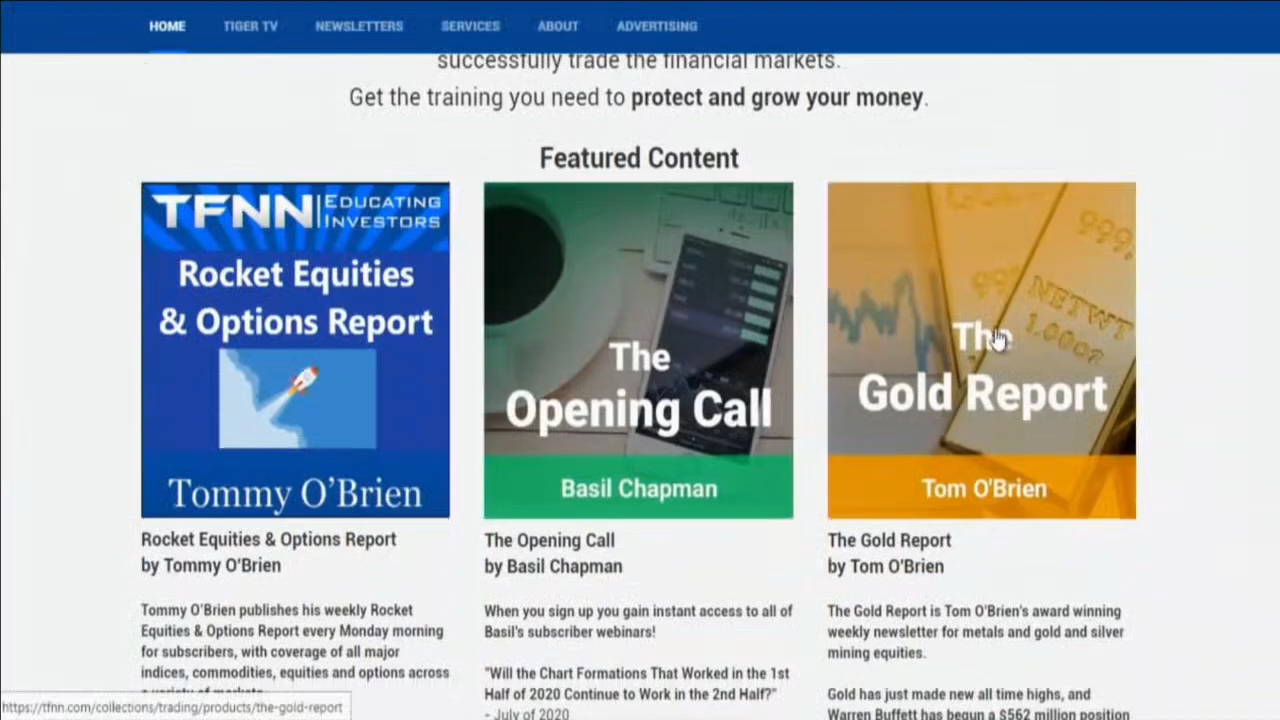 HOME TIGER TV NEWSLETTERS SERVICES ABOUT ADVERTISING
successfully trade the financial markets.
Get the training you need to protect and grow your money.
Featured Content
TFNN EDUCATING INVESTORS
Rocket Equities
& Options Report
Tommy O'Brien
Rocket Equities & Options Report
by Tommy O'Brien
Tommy O'Brien publishes his weekly Rocket
Equities & Options Report every Monday morning
for subscribers, with coverage of all major
indices, commodities, equities and options across
a variety of markets.
The
Opening Call
Basil Chapman
The Opening Call
by Basil Chapman
When you sign up you gain instant access to all of
Basil's subscriber webinars!
"Will the Chart Formations That Worked in the 1st
Half of 2020 Continue to Work in the 2nd Half?"
- July of 2020
999.
NETWT
1.00oz
The
Gold Report
Tom O'Brien
The Gold Report
by Tom O'Brien
The Gold Report is Tom O'Brien's award winning
weekly newsletter for metals and gold and silver
mining equities.
Gold has just made new all time highs, and
Warren Buffett has begun a $562 million position
https://tfnn.com/collections/trading/products/the-gold-report